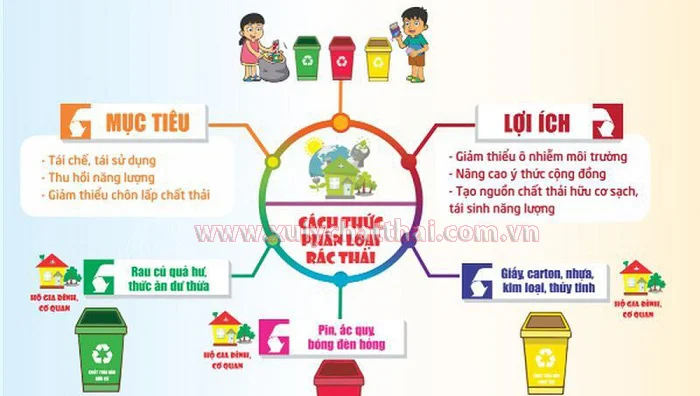 MỤC TIÊU
- Tái chế, tái sử dụng
- Thu hồi năng lượng
- Giảm thiểu chôn lấp chất thải
LỢI ÍCH
- Giảm thiểu ô nhiễm môi trường
- Nâng cao ý thức cộng đồng
- Tạo nguồn chất thải hữu cơ sạch,
tái sinh năng lượng
CÁCH THỨC
PHÂN LOẠI
RÁC THẢI
www.xulychatthai.com.vn
HỘ GIA ĐÌNH,
CƠ QUAN
Rau củ quả hư,
thức ăn dư thừa
HỘ GIA ĐÌNH,
CƠ QUAN
Pin, ắc quy,
bóng đèn hỏng
Giấy, carton, nhựa,
kim loại, thủy tinh
HỘ GIA ĐÌNH,
CƠ QUAN